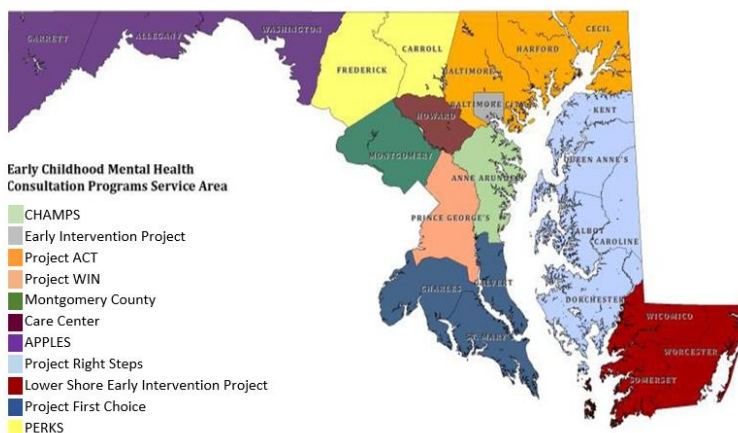 GARRETT
ALLEGANY
WASHINGTON
FREDERICK
CARROLL
BALTIMORE
HARFORD
CECIL
BALTIMORE CITY
HOWARD
KENT
MONTGOMERY
QUEEN ANNE'S
ANNE ARUNDEL
PRINCE GEORGE'S
TALBOT
CAROLINE
CHARLES
CALVERT
DORCHESTER
ST. MARY'S
WICOMICO
WORCESTER
SOMERSET
Early Childhood Mental Health
Consultation Programs Service Area
CHAMPS
Early Intervention Project
Project ACT
Project WIN
Montgomery County
Care Center
APPLES
Project Right Steps
Lower Shore Early Intervention Project
Project First Choice
PERKS